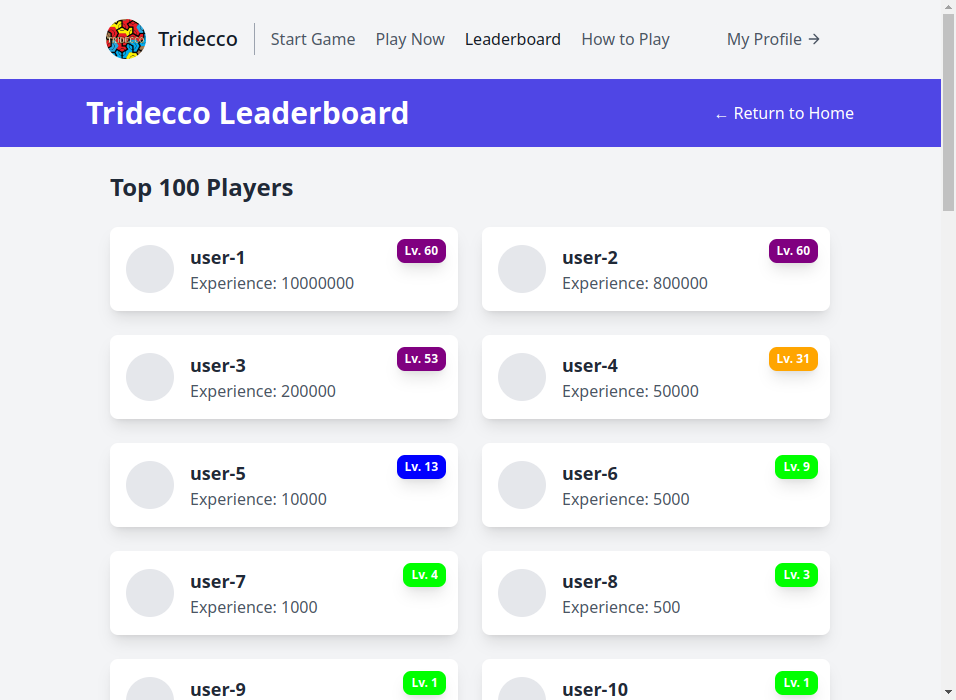 TRIDECCO
Tridecco
Start Game
Play Now
Leaderboard
How to Play
My Profile →
Tridecco Leaderboard
← Return to Home
Top 100 Players
user-1
Lv. 60
Experience: 10000000
user-2
Lv. 60
Experience: 800000
user-3
Lv. 53
Experience: 200000
user-4
Lv. 31
Experience: 50000
user-5
Lv. 13
Experience: 10000
user-6
Lv. 9
Experience: 5000
user-7
Lv. 4
Experience: 1000
user-8
Lv. 3
Experience: 500
user-9
Lv. 1
user-10
Lv. 1